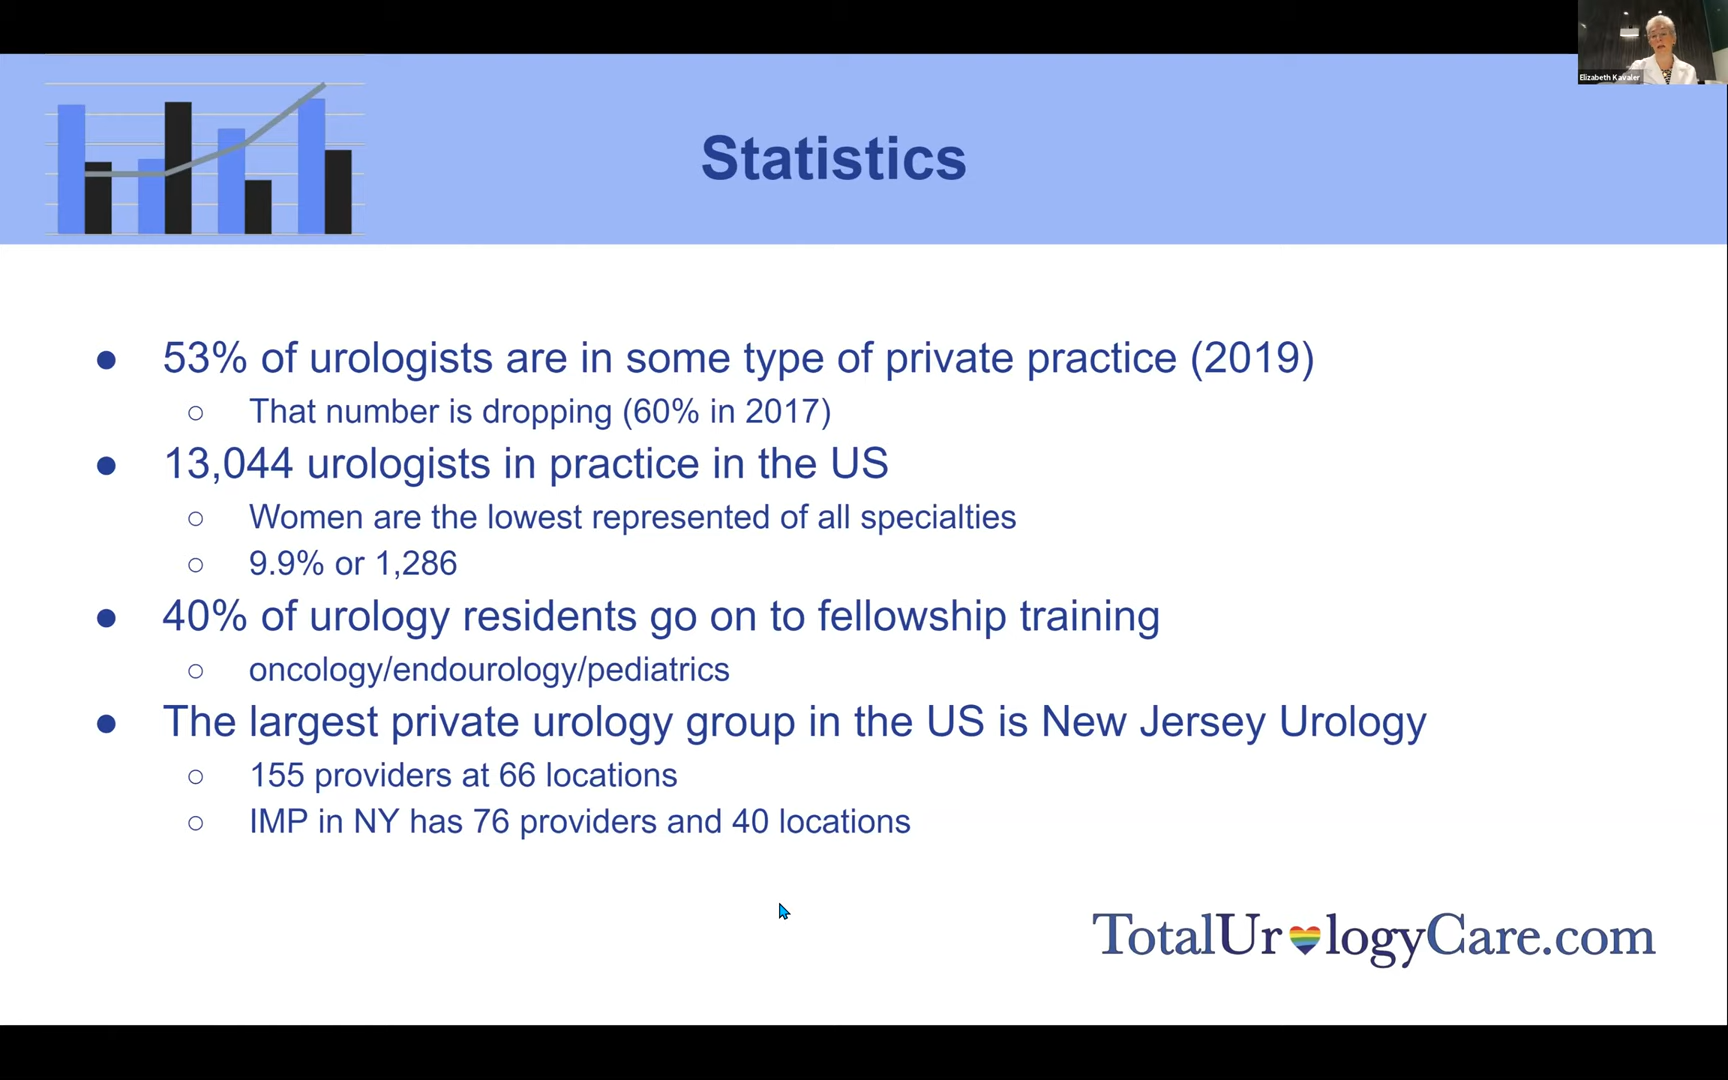 Elizabeth Kavaler
Statistics
● 53% of urologists are in some type of private practice (2019)
○ That number is dropping (60% in 2017)
● 13,044 urologists in practice in the US
○ Women are the lowest represented of all specialties
○ 9.9% or 1,286
● 40% of urology residents go on to fellowship training
○ oncology/endourology/pediatrics
● The largest private urology group in the US is New Jersey Urology
○ 155 providers at 66 locations
○ IMP in NY has 76 providers and 40 locations
TotalUrologyCare.com